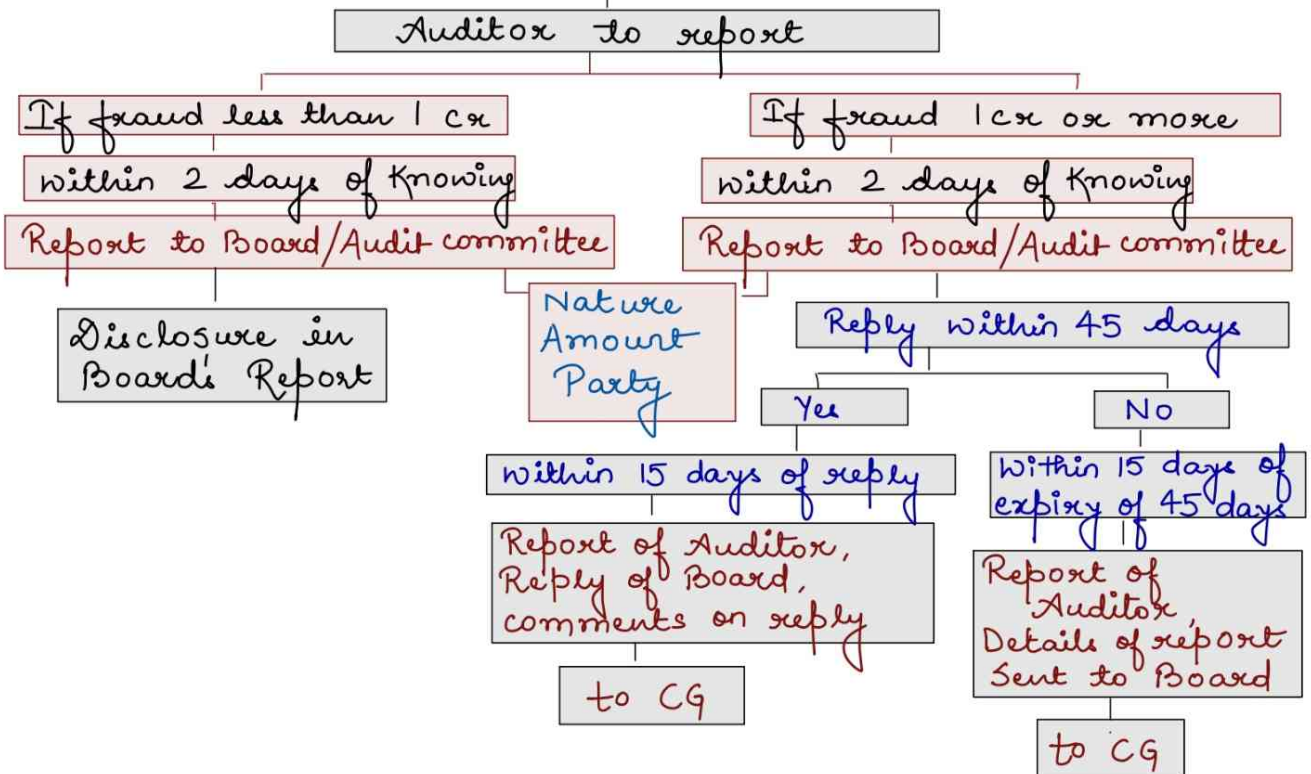 Auditor to report
If fraud less than 1 cr
within 2 days of Knowing
Report to Board/Audit committee
Disclosure in
Board's Report
If fraud 1 cr or more
within 2 days of Knowing
Report to Board/Audit committee
Nature
Amount
Party
Reply within 45 days
Yes
within 15 days of reply
Report of Auditor,
Reply of Board,
comments on reply
to CG
No
Within 15 days of
expiry of 45 days
Report of
Auditor,
Details of report
Sent to Board
to CG